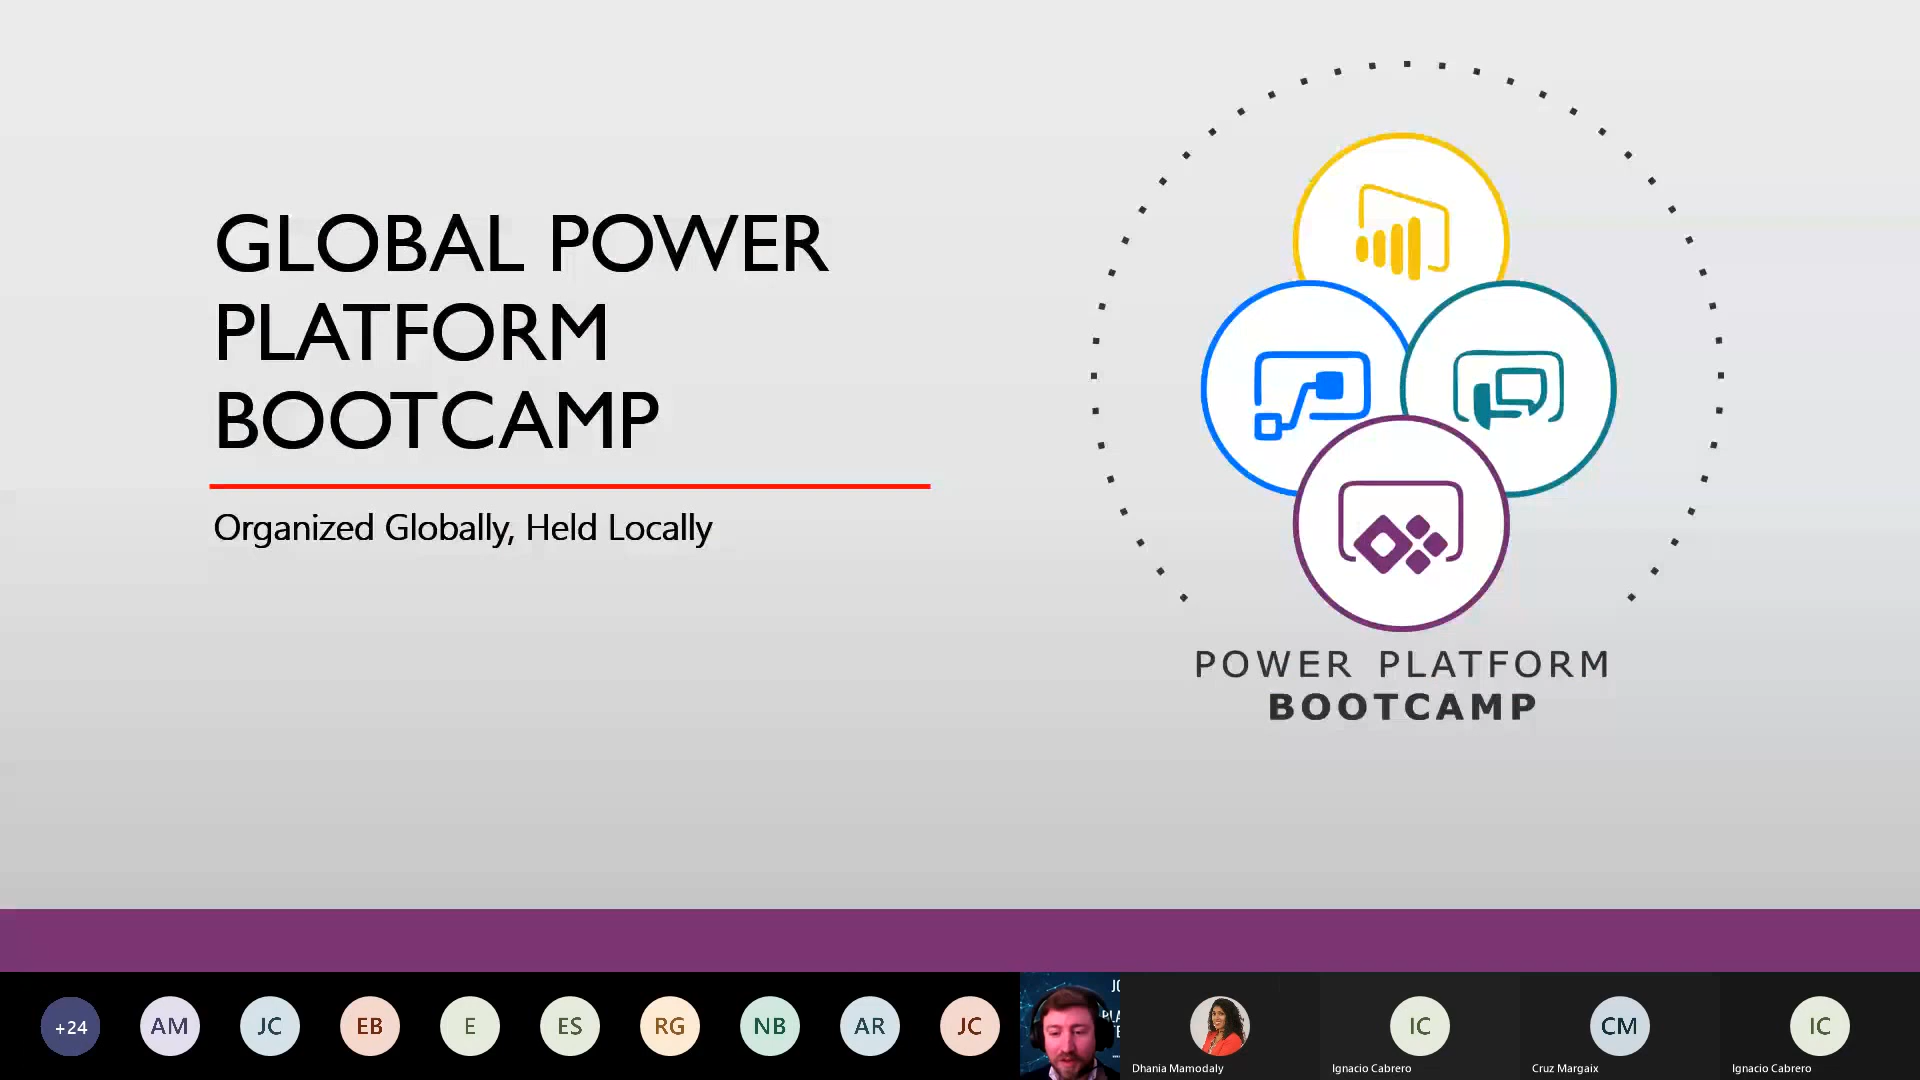 GLOBAL POWER
PLATFORM
BOOTCAMP
Organized Globally, Held Locally
POWER PLATFORM
BOOTCAMP
+24
AM
JC
EB
E
ES
RG
NB
AR
JC
Dhania Mamodaly
IC
Ignacio Cabrero
CM
Cruz Margaix
IC
Ignacio Cabrero